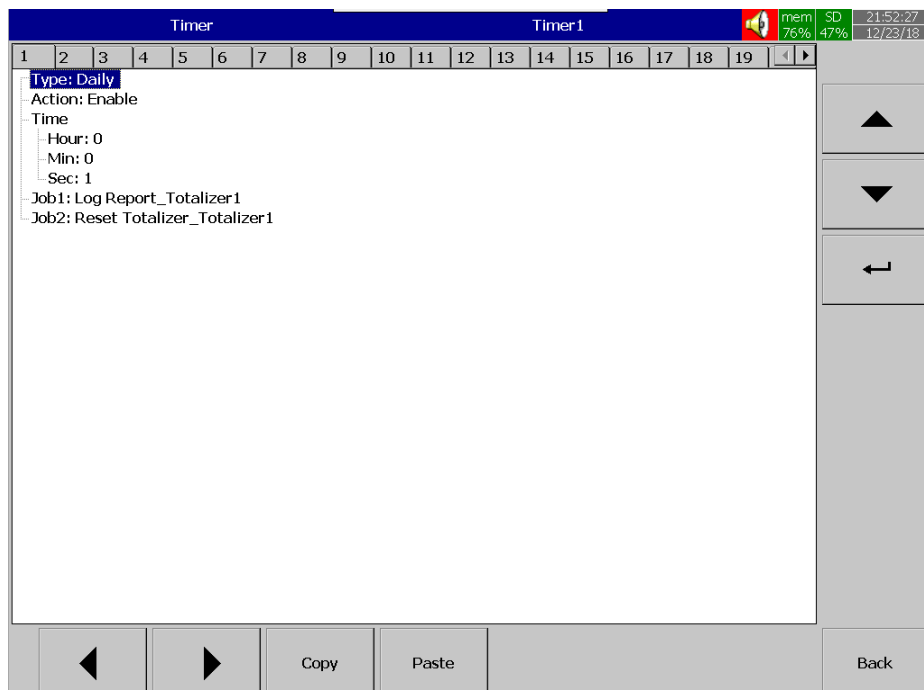 Timer Timer1 mem SD 21:52:27
76% 47% 12/23/18
1 2 3 4 5 6 7 8 9 10 11 12 13 14 15 16 17 18 19
Type: Daily
Action: Enable
Time
Hour: 0
Min: 0
Sec: 1
Job1: Log Report_Totalizer1
Job2: Reset Totalizer_Totalizer1
Copy Paste Back